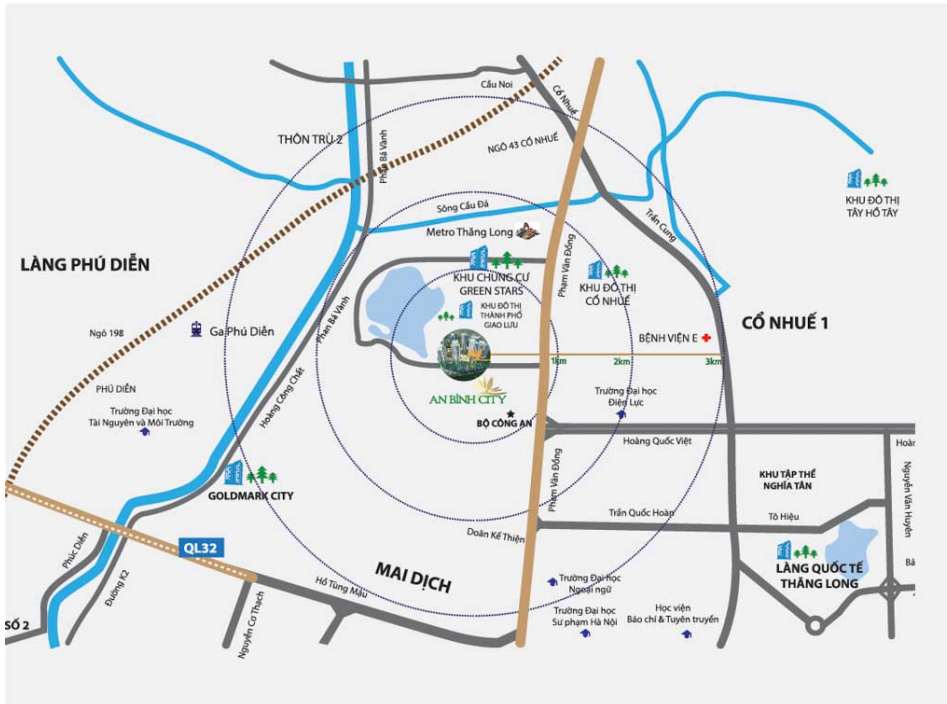 Cầu Noi
Cổ Nhuế
THÔN TRÙ 2
Phan Bá Vành
NGÕ 43 CỔ NHUẾ
KHU ĐÔ THỊ
TÂY HỒ TÂY
Sông Cầu Đá
Trần Cung
Metro Thăng Long
LÀNG PHÚ DIỄN
KHU CHUNG CƯ
GREEN STARS
Phạm Văn Đồng
KHU ĐÔ THỊ
CỔ NHUẾ
KHU ĐÔ THỊ
THÀNH PHỐ
GIAO LƯU
Phan Bá Vành
Ngõ 198
Ga Phú Diễn
CỔ NHUẾ 1
BỆNH VIỆN E
1km
2km
3km
PHÚ DIỄN
Trường Đại học
Tài Nguyên và Môi Trường
Hoàng Công Chất
AN BÌNH CITY
Trường Đại học
Điện Lực
BỘ CÔNG AN
Hoàng Quốc Việt
Hoàn
Nguyễn Văn Huyên
KHU TẬP THỂ
NGHĨA TÂN
GOLDMARK CITY
Phạm Văn Đồng
Trần Quốc Hoàn
Tô Hiệu
Doãn Kế Thiện
QL32
Phúc Diễn
Đường K2
MAI DỊCH
Hồ Tùng Mậu
Nguyễn Cơ Thạch
LÀNG QUỐC TẾ
THĂNG LONG
Trường Đại học
Ngoại ngữ
Trường Đại học
Sư phạm Hà Nội
Học viện
Báo chí & Tuyên truyền
SỐ 2